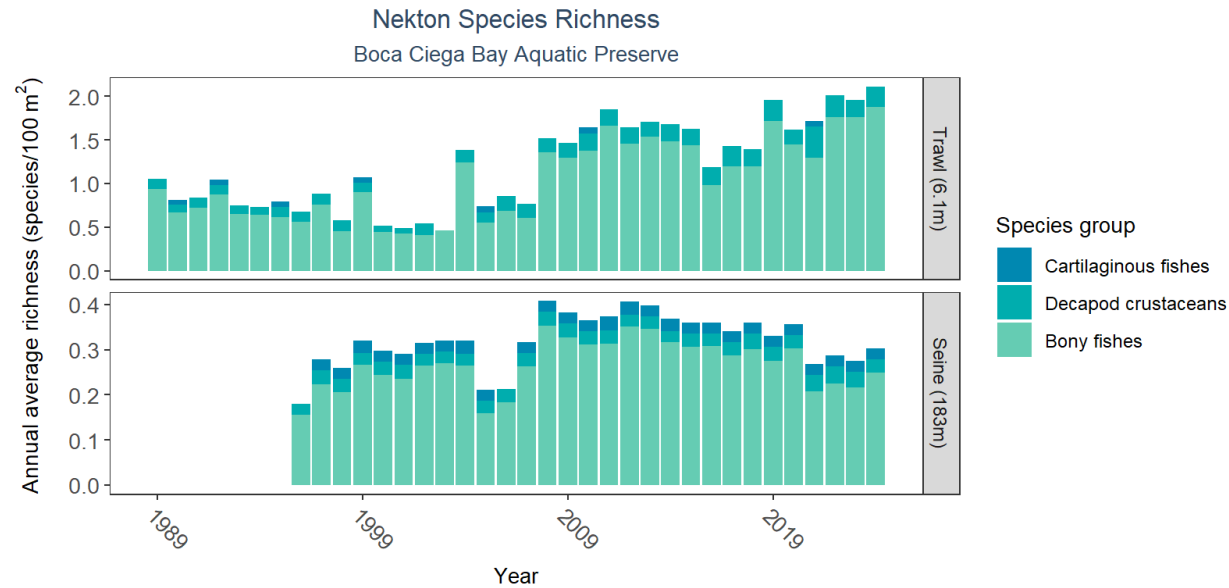 Nekton Species Richness
Boca Ciega Bay Aquatic Preserve
Annual average richness (species/100 m²)
2.0
1.5
1.0
0.5
0.0
Trawl (6.1m)
0.4
0.3
0.2
0.1
0.0
Seine (183m)
1989
1999
2009
2019
Year
Species group
Cartilaginous fishes
Decapod crustaceans
Bony fishes